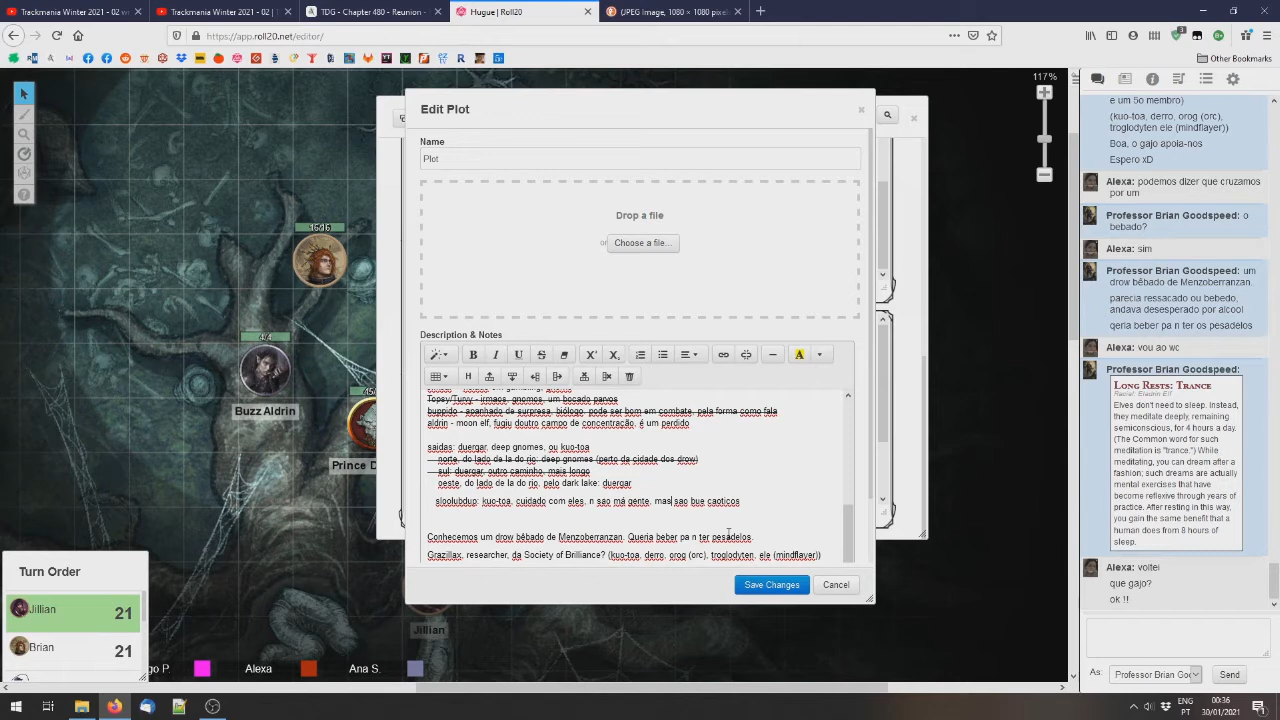 Trackmania Winter 2021 - 02 w
Trackmania Winter 2021 - 02 |
TDG - Chapter 480 - Reunion -
Hugue | Roll20
(JPEG Image, 1080 × 1080 pixel
https://app.roll20.net/editor/
Other Bookmarks
117%
Edit Plot
Name
Plot
Drop a file
or Choose a file...
Description & Notes
Topey/Turvy - irmaos, gnomos, um bocado parvos
buppido - apanhado de surpresa. biólogo. pode ser bom em combate. pela forma como fala
aldrin - moon elf, fugiu doutro campo de concentração. é um perdido
saidas: duergar, deep gnomes, ou kuo-toa
norte, do lado de la do rio: deep gnomes (perto da cidade dos drow)
sul: duergar, outro caminho, mais longo
oeste, do lado de la do rio, pelo dark lake: duergar
sloolubdup: kuo-toa, cuidado com eles, n sao má gente, mas sao bue caoticos
Conhecemos um drow bêbado de Menzoberranzan. Queria beber pa n ter pesadelos
Grazillax, researcher, da Society of Brilliance? (kuo-toa, derro, orog (orc), troglodyten, ele (mindflayer))
Save Changes
Cancel
16/16
4/4
45/
Buzz Aldrin
Prince D
Jillian
Turn Order
Jillian 21
Brian 21
go P
Alexa
Ana S.
e um 5o membro)
(kuo-toa, derro, orog (orc),
troglodyten ele (mindflayer))
Boa, o gajo apoia-nos
Espero xD
Alexa: podemos dizer que cruzamos
por um
Professor Brian Goodspeed: o
bebado?
Alexa: sim
Professor Brian Goodspeed: um
drow bêbado de Menzoberranzan.
parecia ressacado ou bebedo,
andava desesperado por alcool
qeria beber pa n ter os pesadelos
Alexa: vou ao wc
Professor Brian Goodspeed:
Long Rests, Trance
Racial: Eladrin Elf
Elves don't need to sleep. Instead,
they meditate deeply, remaining
semiconscious, for 4 hours a day.
(The Commonword for such
meditation is "trance.") While
meditating, you can dream after a
fashion; such dreams are actually
mental exercises that have
become reflexive through years of
practice. After resting in this way,
you gain the same benefit that a
human does from 8 hours of
sleep.
Alexa: voltei
que gajo?
ok !!
As:
Professor Brian Goo
Send
ENG
PT
00:36
30/01/2021